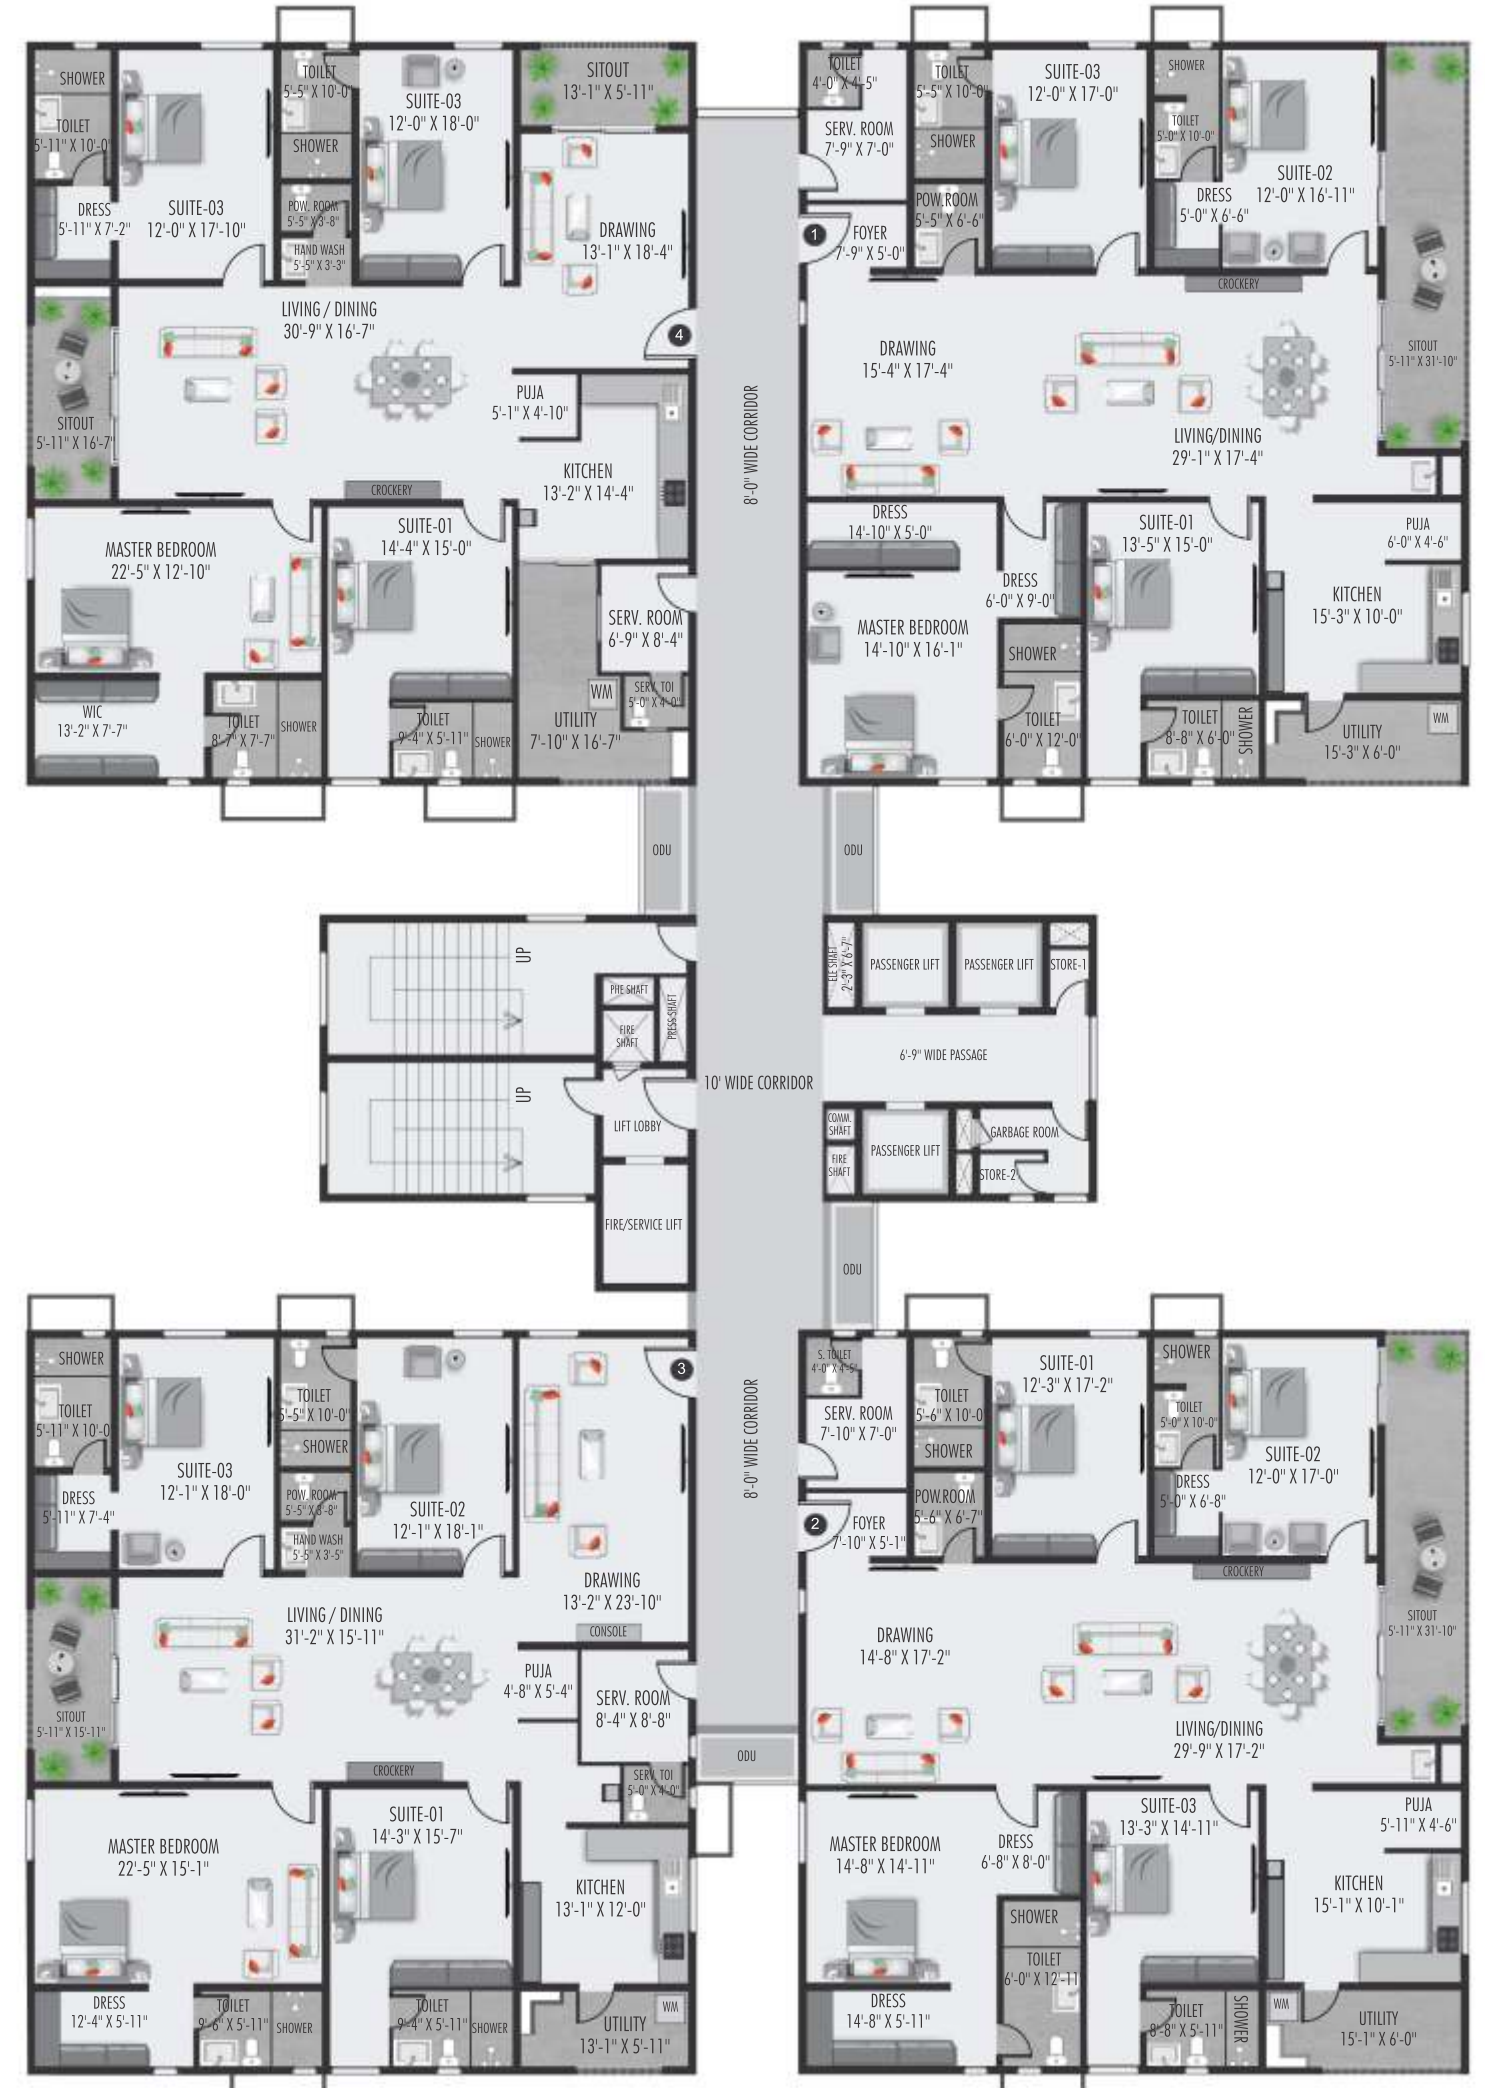 SHOWER
TOILET
5'-11" X 10'-0"
DRESS
5'-11" X 7'-2"
SUITE-03
12'-0" X 17'-10"
TOILET
5'-5" X 10'-0"
SHOWER
POW. ROOM
5'-5" X 3'-8"
HAND WASH
5'-5" X 3'-3"
SUITE-03
12'-0" X 18'-0"
SITOUT
13'-1" X 5'-11"
DRAWING
13'-1" X 18'-4"
4
LIVING / DINING
30'-9" X 16'-7"
SITOUT
5'-11" X 16'-7"
PUJA
5'-1" X 4'-10"
KITCHEN
13'-2" X 14'-4"
CROCKERY
MASTER BEDROOM
22'-5" X 12'-10"
SUITE-01
14'-4" X 15'-0"
SERV. ROOM
6'-9" X 8'-4"
WM
SERV. TOI
5'-0" X 4'-0"
UTILITY
7'-10" X 16'-7"
WIC
13'-2" X 7'-7"
TOILET
8'-7" X 7'-7"
SHOWER
TOILET
9'-4" X 5'-11"
SHOWER
8'-0" WIDE CORRIDOR
TOILET
4'-0" X 4'-5"
SERV. ROOM
7'-9" X 7'-0"
1
FOYER
7'-9" X 5'-0"
TOILET
5'-5" X 10'-0"
SHOWER
POW.ROOM
5'-5" X 6'-6"
SUITE-03
12'-0" X 17'-0"
SHOWER
TOILET
5'-0" X 10'-0"
DRESS
5'-0" X 6'-6"
SUITE-02
12'-0" X 16'-11"
CROCKERY
SITOUT
5'-11" X 31'-10"
DRAWING
15'-4" X 17'-4"
LIVING/DINING
29'-1" X 17'-4"
DRESS
14'-10" X 5'-0"
DRESS
6'-0" X 9'-0"
MASTER BEDROOM
14'-10" X 16'-1"
SHOWER
TOILET
6'-0" X 12'-0"
SUITE-01
13'-5" X 15'-0"
TOILET
8'-8" X 6'-0"
SHOWER
PUJA
6'-0" X 4'-6"
KITCHEN
15'-3" X 10'-0"
UTILITY
15'-3" X 6'-0"
WM
ODU
ODU
UP
PHE SHAFT
FIRE
SHAFT
PRESS.SHAFT
UP
LIFT LOBBY
FIRE/SERVICE LIFT
10' WIDE CORRIDOR
ELE SHAFT
2'-3" X 6'-7"
PASSENGER LIFT
PASSENGER LIFT
STORE-1
6'-9" WIDE PASSAGE
COMM.
SHAFT
FIRE
SHAFT
PASSENGER LIFT
GARBAGE ROOM
STORE-2
ODU
SHOWER
TOILET
5'-11" X 10'-0"
DRESS
5'-11" X 7'-4"
SUITE-03
12'-1" X 18'-0"
TOILET
5'-5" X 10'-0"
SHOWER
POW. ROOM
5'-5" X 3'-8"
HAND WASH
5'-5" X 3'-5"
SUITE-02
12'-1" X 18'-1"
3
DRAWING
13'-2" X 23'-10"
CONSOLE
LIVING / DINING
31'-2" X 15'-11"
SITOUT
5'-11" X 15'-11"
PUJA
4'-8" X 5'-4"
SERV. ROOM
8'-4" X 8'-8"
CROCKERY
SERV. TOI
5'-0" X 4'-0"
MASTER BEDROOM
22'-5" X 15'-1"
SUITE-01
14'-3" X 15'-7"
KITCHEN
13'-1" X 12'-0"
DRESS
12'-4" X 5'-11"
TOILET
9'-6" X 5'-11"
SHOWER
TOILET
9'-4" X 5'-11"
SHOWER
UTILITY
13'-1" X 5'-11"
WM
8'-0" WIDE CORRIDOR
ODU
S. TOILET
4'-0" X 4'-5"
SERV. ROOM
7'-10" X 7'-0"
2
FOYER
7'-10" X 5'-1"
TOILET
5'-6" X 10'-0
SHOWER
POW.ROOM
5'-6" X 6'-7"
SUITE-01
12'-3" X 17'-2"
SHOWER
TOILET
5'-0" X 10'-0"
DRESS
5'-0" X 6'-8"
SUITE-02
12'-0" X 17'-0"
CROCKERY
SITOUT
5'-11" X 31'-10"
DRAWING
14'-8" X 17'-2"
LIVING/DINING
29'-9" X 17'-2"
MASTER BEDROOM
14'-8" X 14'-11"
DRESS
6'-8" X 8'-0"
SHOWER
TOILET
6'-0" X 12'-11
DRESS
14'-8" X 5'-11"
SUITE-03
13'-3" X 14'-11"
TOILET
8'-8" X 5'-11"
SHOWER
PUJA
5'-11" X 4'-6"
KITCHEN
15'-1" X 10'-1"
WM
UTILITY
15'-1" X 6'-0"